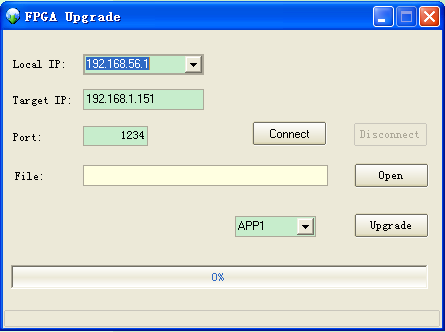 FPGA Upgrade
Local IP: 192.168.56.1
Target IP: 192.168.1.151
Port: 1234 Connect Disconnect
File: Open
APP1 Upgrade
0%